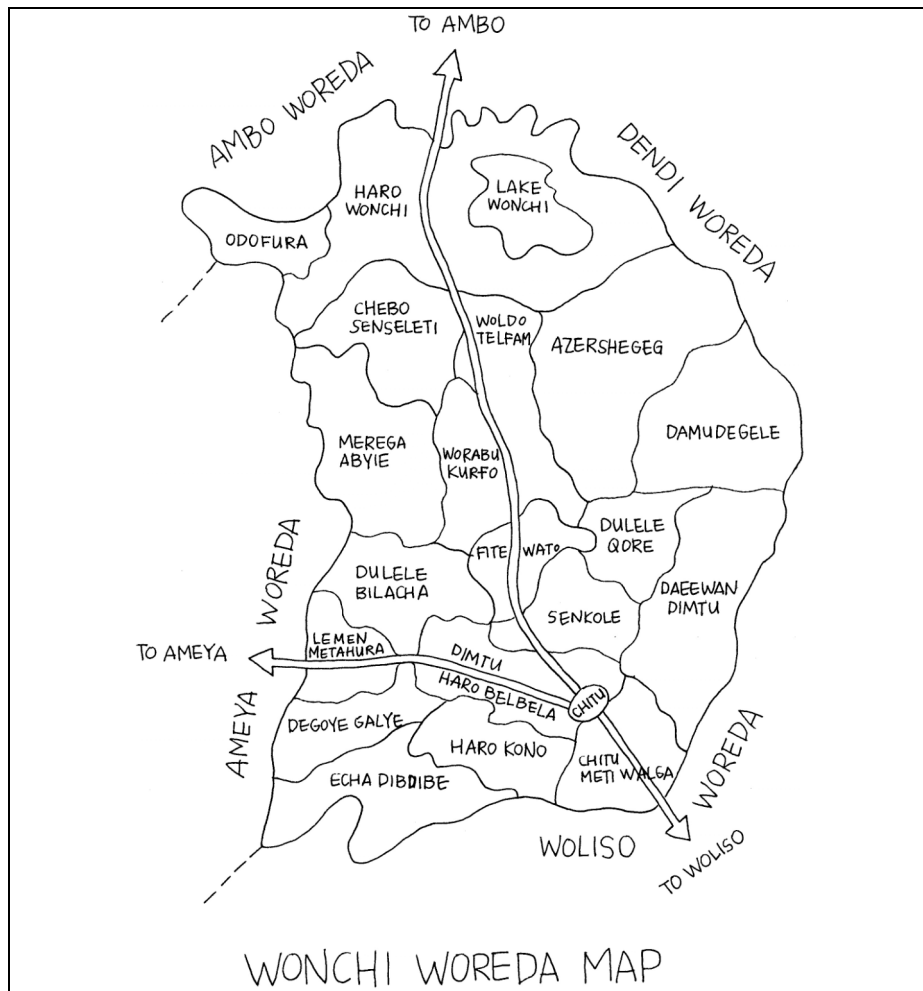 TO AMBO
AMBO WOREDA
DENDI WOREDA
HARO
WONCHI
LAKE
WONCHI
ODOFURA
CHEBO
SENSELETI
WOLDO
TELFAM
AZERSHEGEG
MEREGA
ABYIE
WORABU
KURFO
DAMUDEGELE
DULELE
QORE
FITE WATO
DULELE
BILACHA
DAEEWAN
DIMTU
SENKOLE
LEMEN
METAHURA
DIMTU
HARO BELBELA
TO AMEYA
AMEYA WOREDA
CHITU
DEGOYE GALYE
HARO KONO
CHITU
METI WALGA
ECHA DIBDIBE
WOLISO WOREDA
TO WOLISO
WONCHI WOREDA MAP